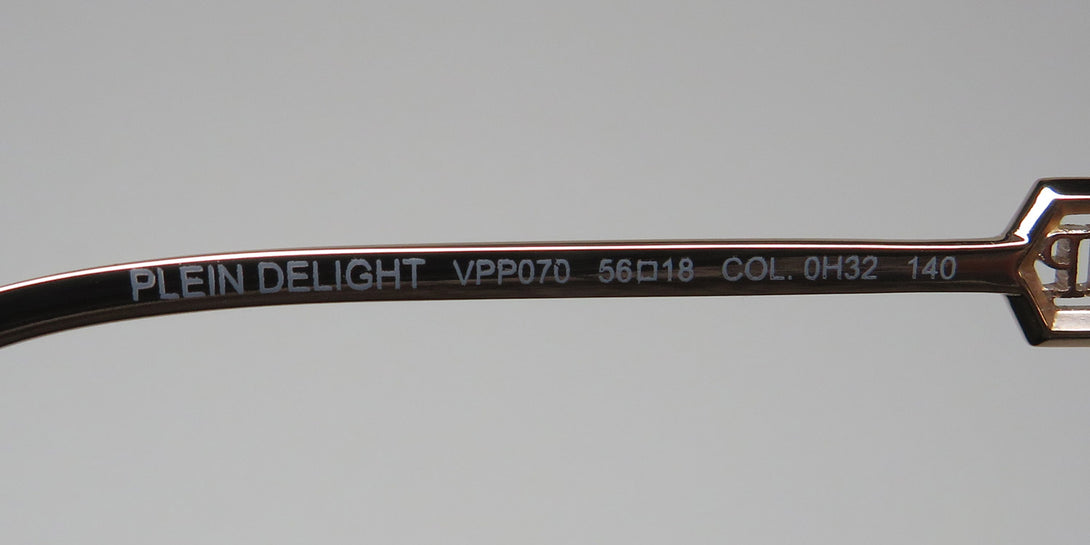 PLEIN DELIGHT VPP070 56□18 COL. 0H32 140